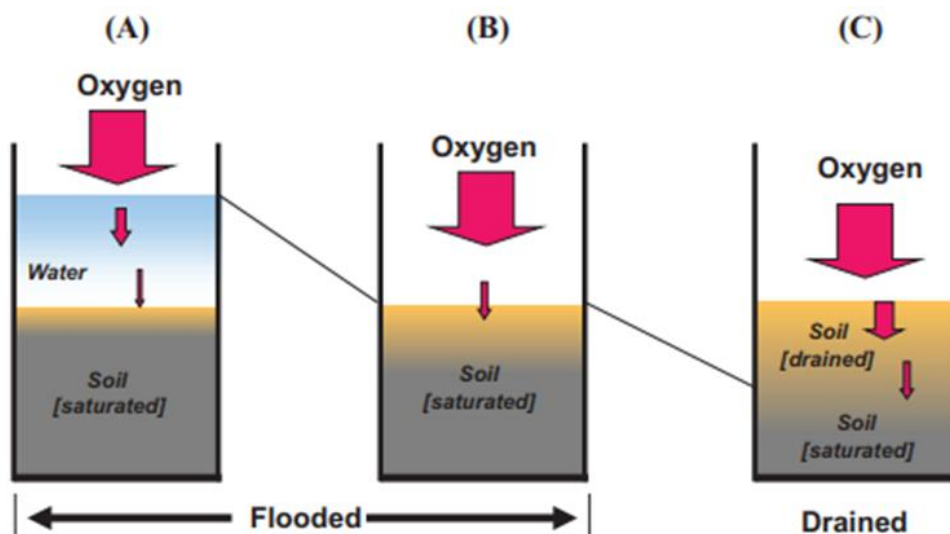 (A)
(B)
(C)
Oxygen
Oxygen
Oxygen
Water
Soil
[saturated]
Soil
[saturated]
Soil
[drained]
Soil
[saturated]
Flooded
Drained